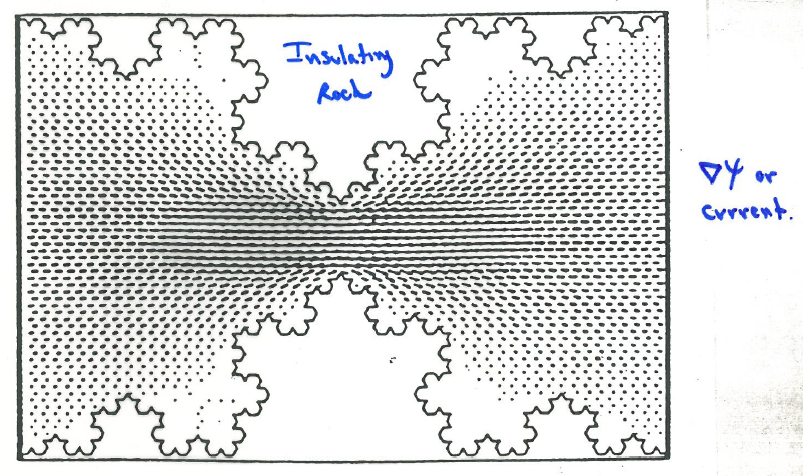 Insulating
Rock
∇Ψ or
current.